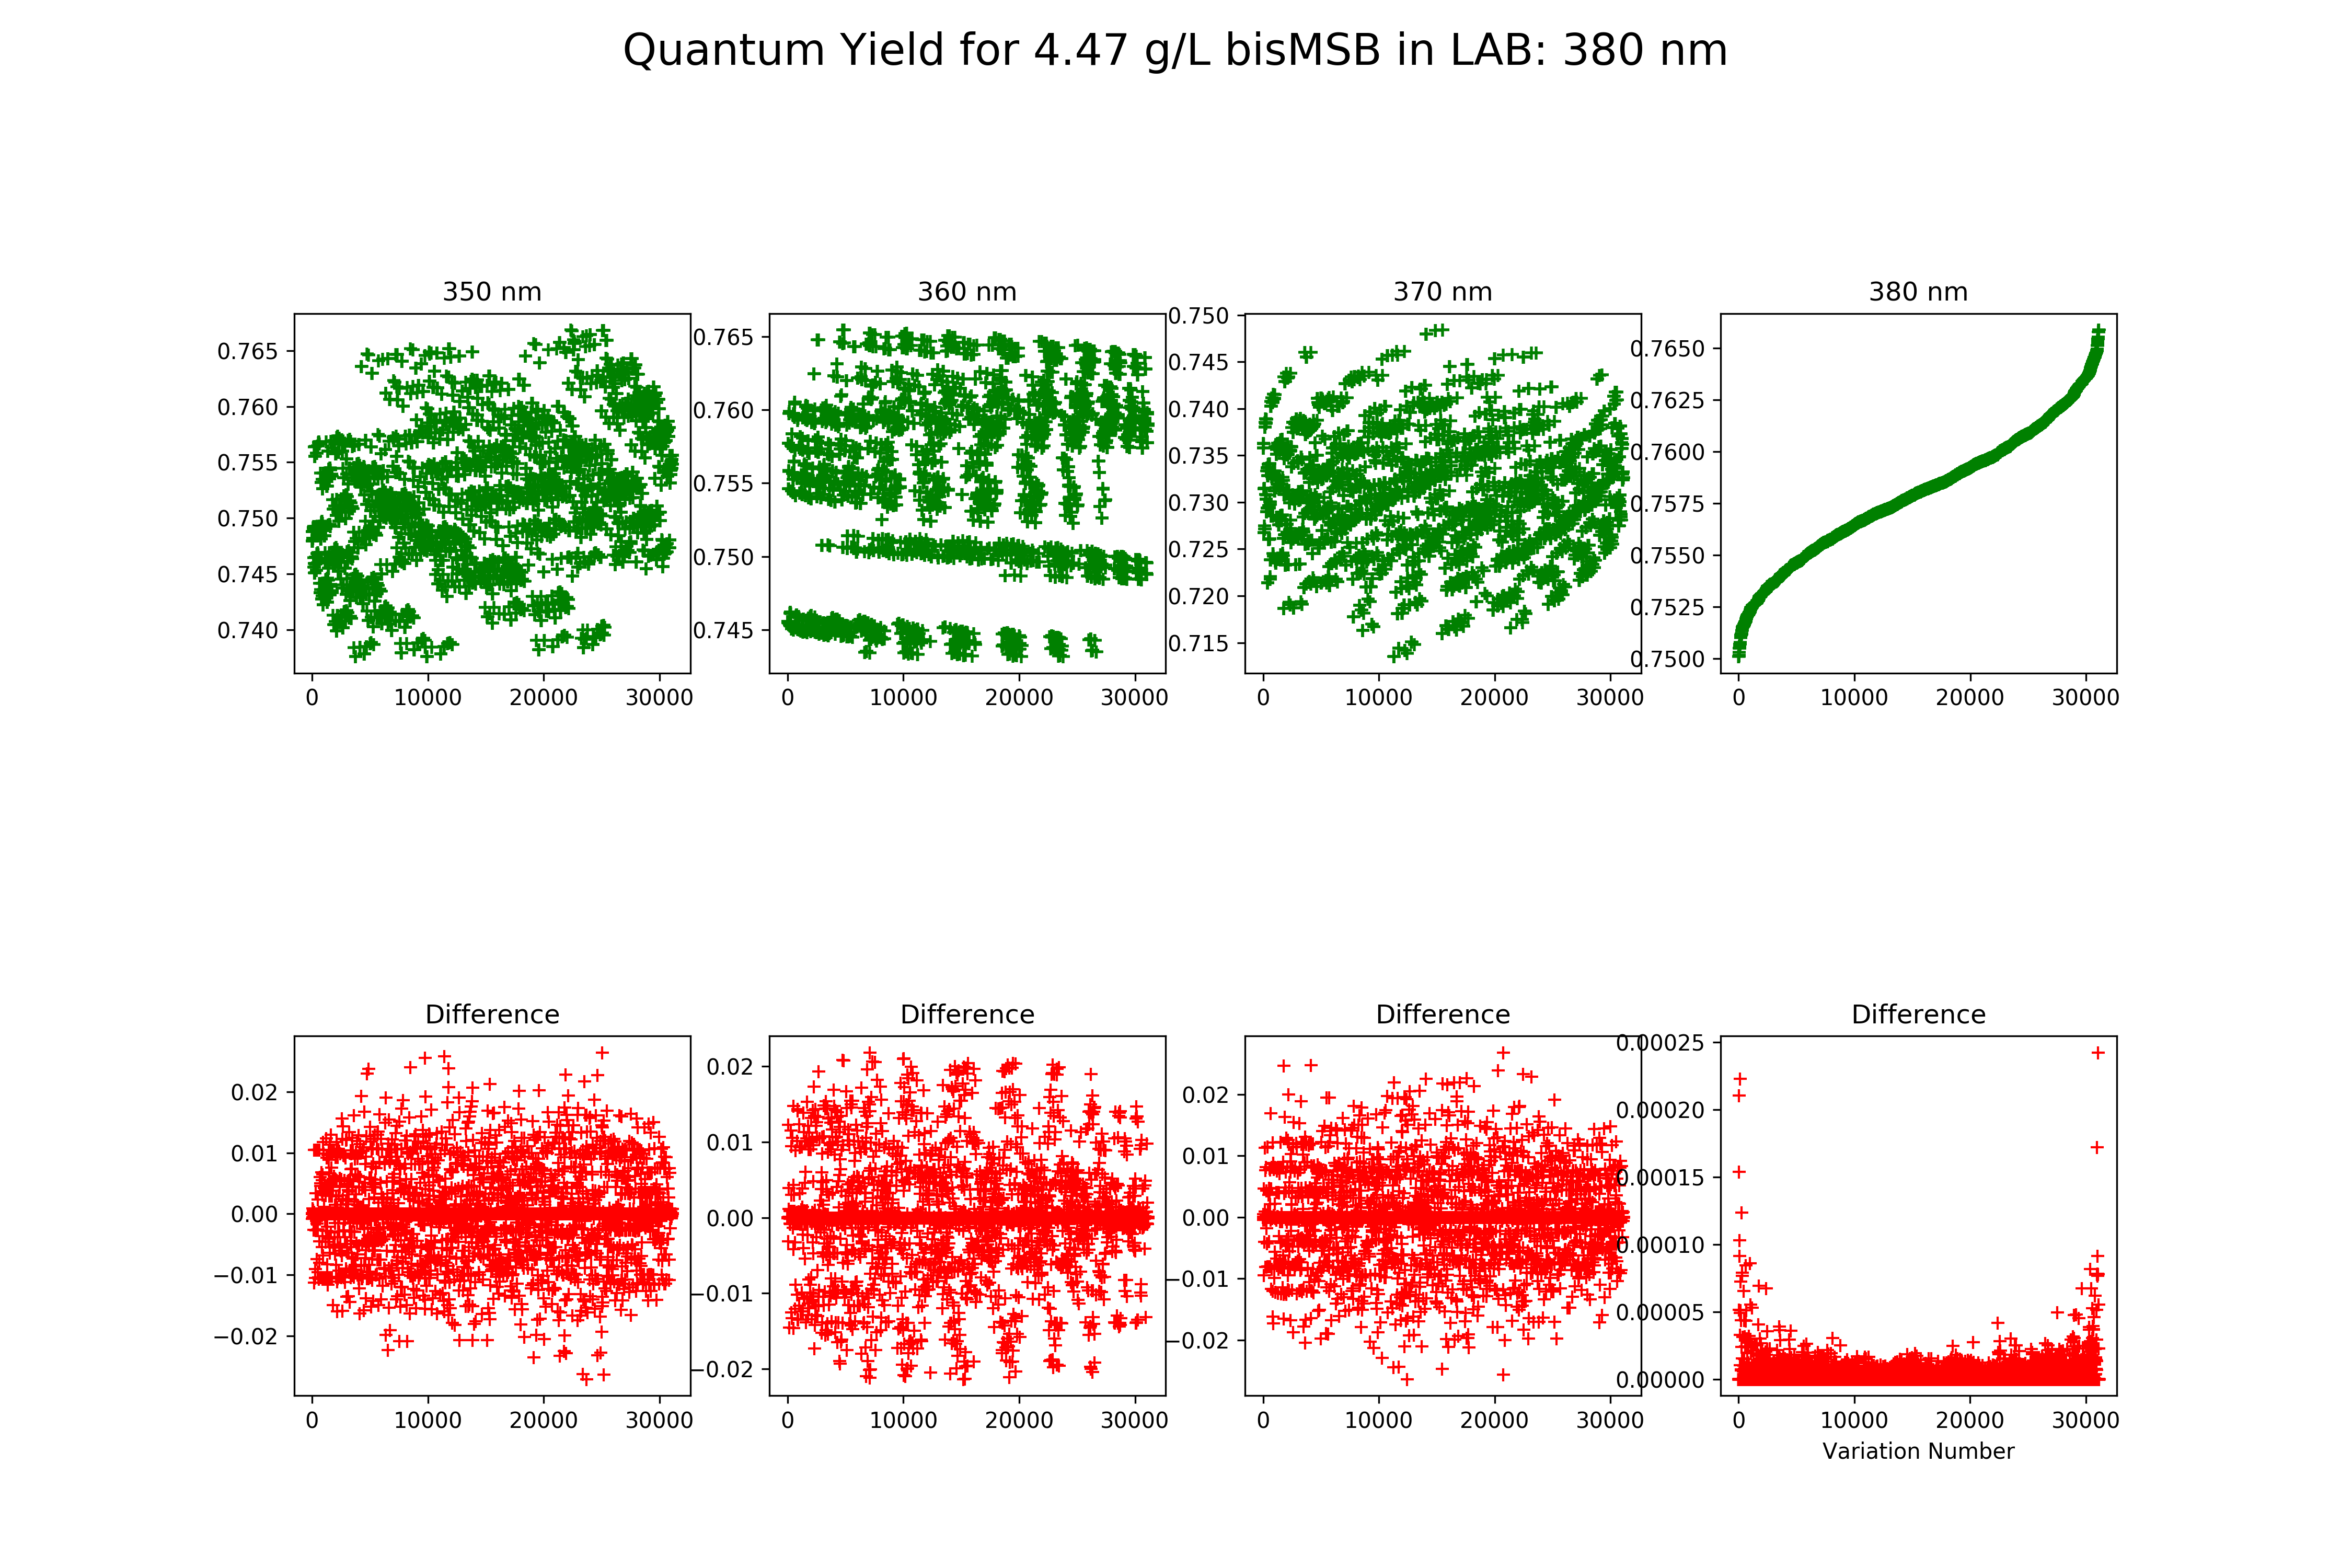 Quantum Yield for 4.47 g/L bisMSB in LAB: 380 nm
350 nm
0.765
0.760
0.755
0.750
0.745
0.740
0 10000 20000 30000
360 nm
0.765
0.760
0.755
0.750
0.745
0 10000 20000 30000
370 nm
0.750
0.745
0.740
0.735
0.730
0.725
0.720
0.715
0 10000 20000 30000
380 nm
0.7650
0.7625
0.7600
0.7575
0.7550
0.7525
0.7500
0 10000 20000 30000
Difference
0.02
0.01
0.00
−0.01
−0.02
0 10000 20000 30000
Difference
0.02
0.01
0.00
−0.01
−0.02
0 10000 20000 30000
Difference
0.02
0.01
0.00
−0.01
−0.02
0 10000 20000 30000
Difference
0.00025
0.00020
0.00015
0.00010
0.00005
0.00000
0 10000 20000 30000
Variation Number